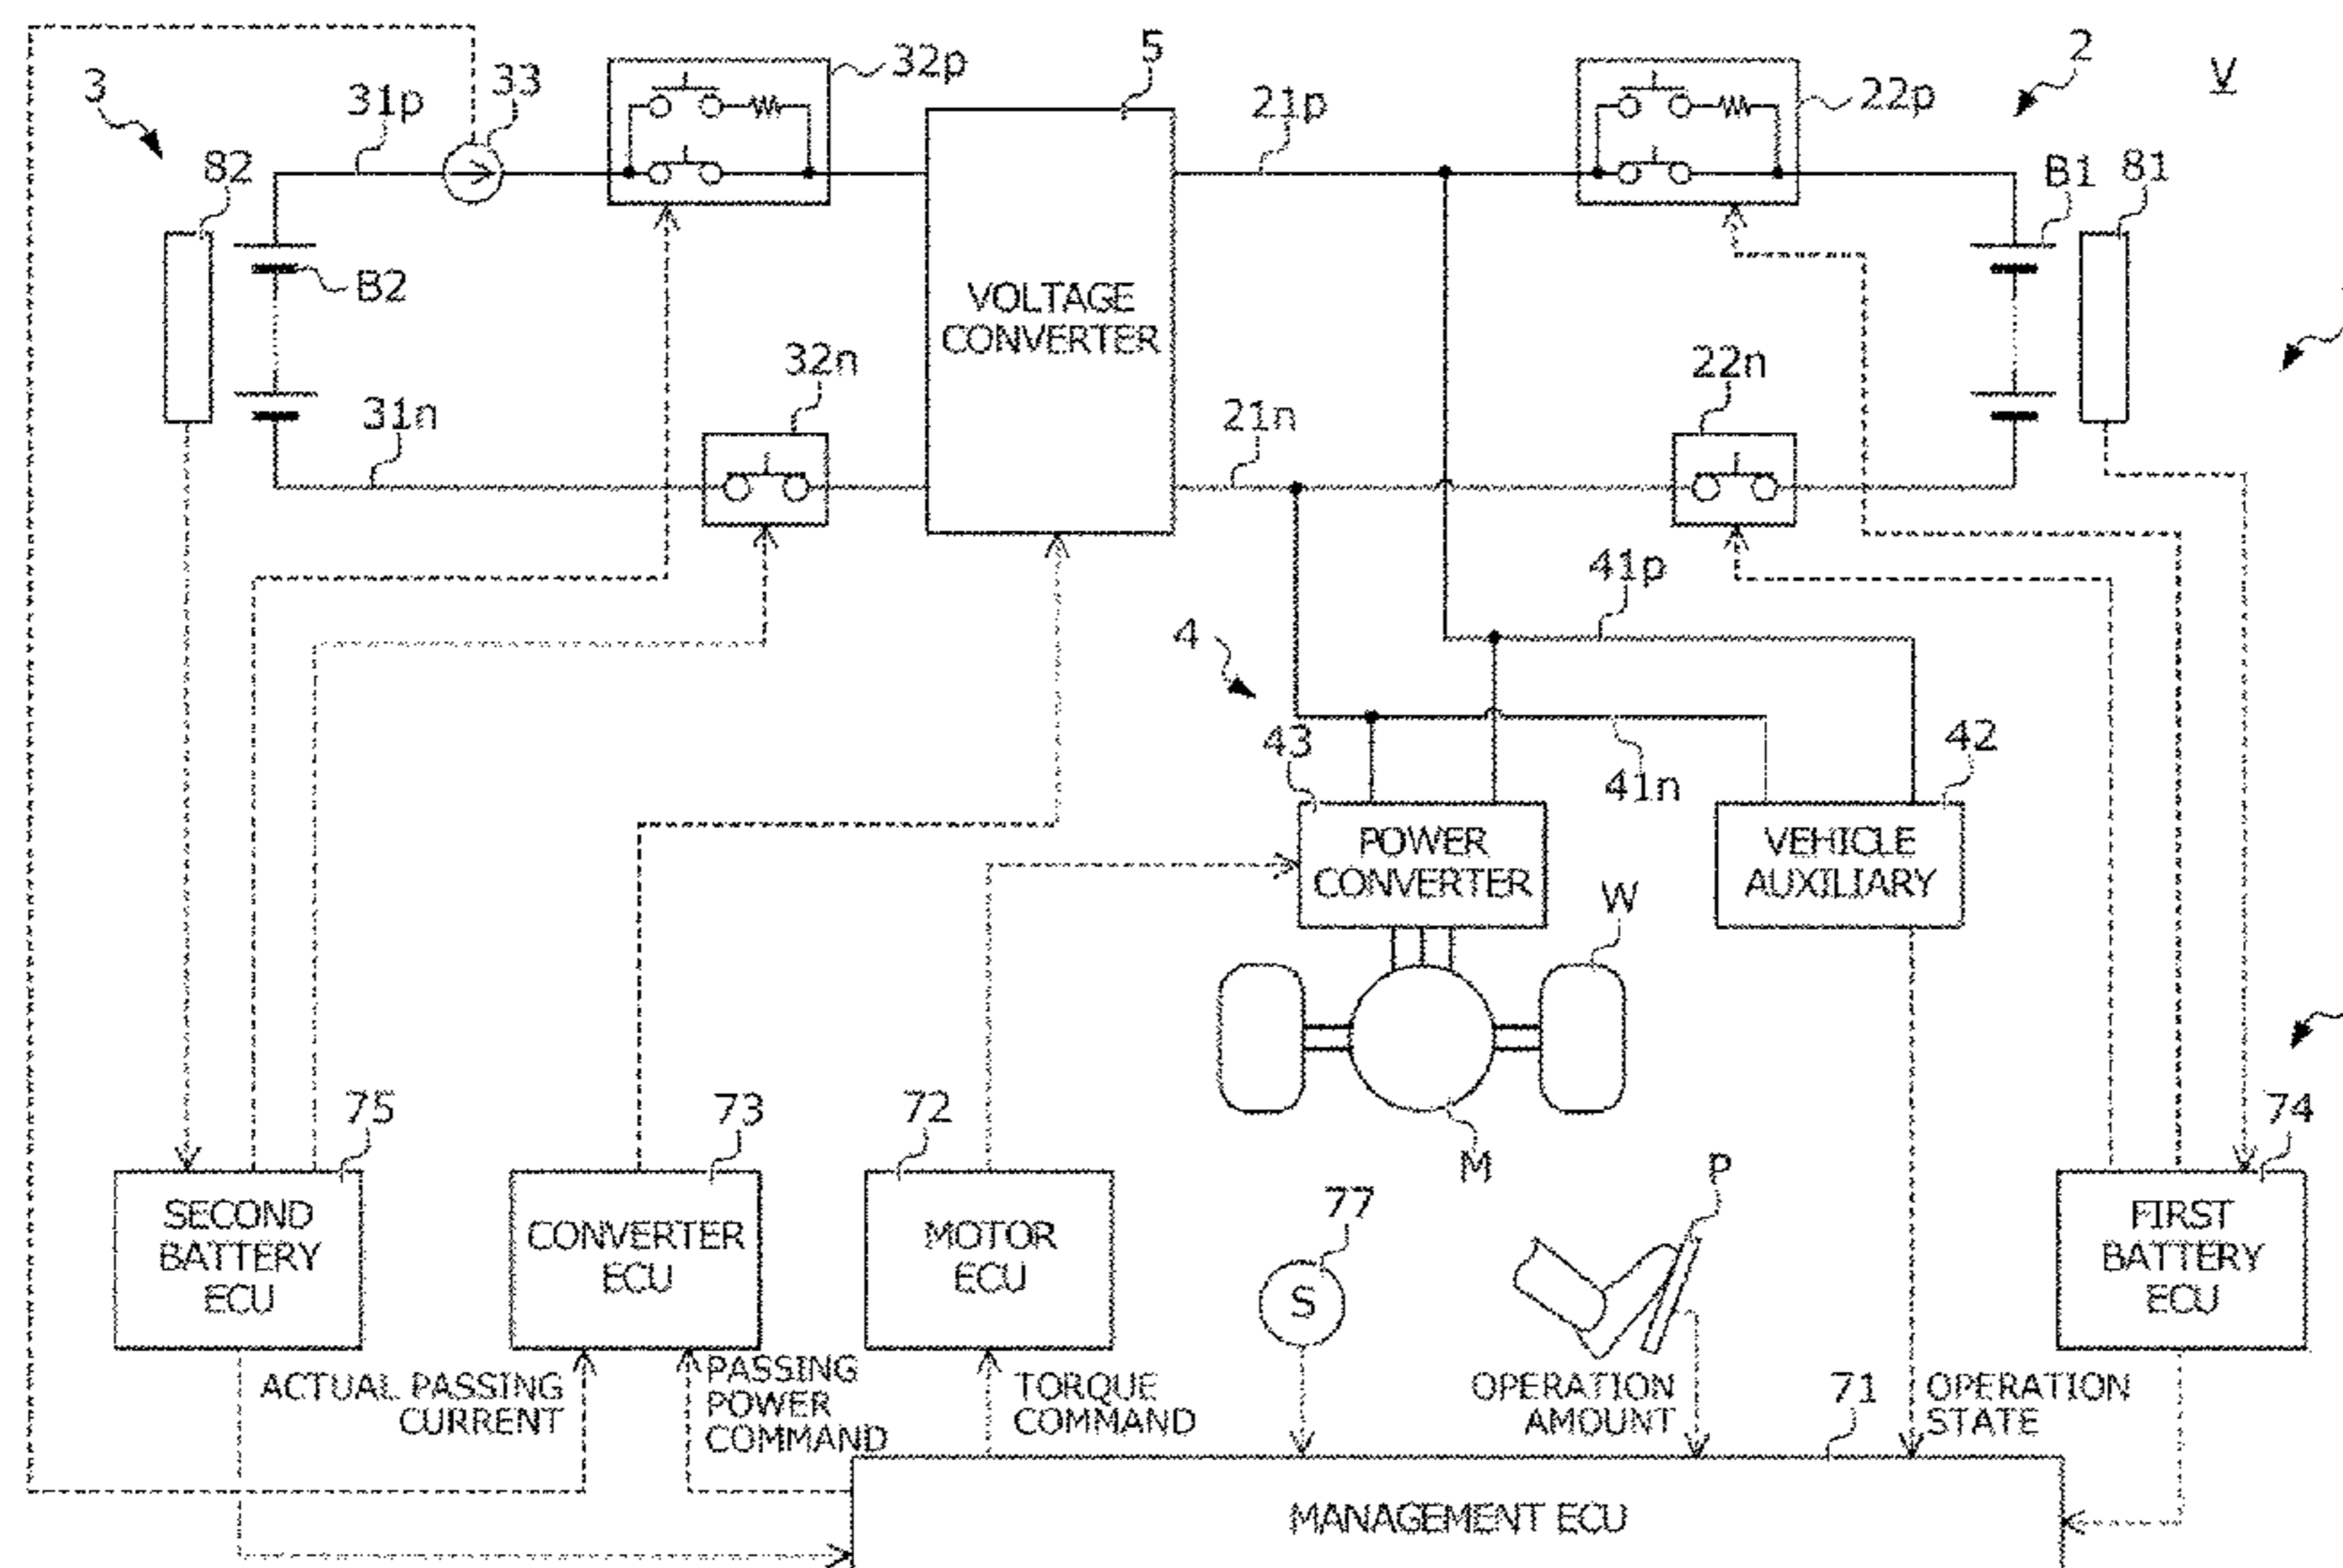 3
82
31p
33
32p
5
21p
22p
2
V
B1
81
B2
VOLTAGE
CONVERTER
31n
32n
21n
22n
41p
4
43
41n
42
POWER
CONVERTER
VEHICLE
AUXILIARY
W
M
75
73
72
74
SECOND
BATTERY
ECU
CONVERTER
ECU
MOTOR
ECU
77
S
P
FIRST
BATTERY
ECU
ACTUAL PASSING
CURRENT
PASSING
POWER
COMMAND
TORQUE
COMMAND
OPERATION
AMOUNT
71
OPERATION
STATE
MANAGEMENT ECU